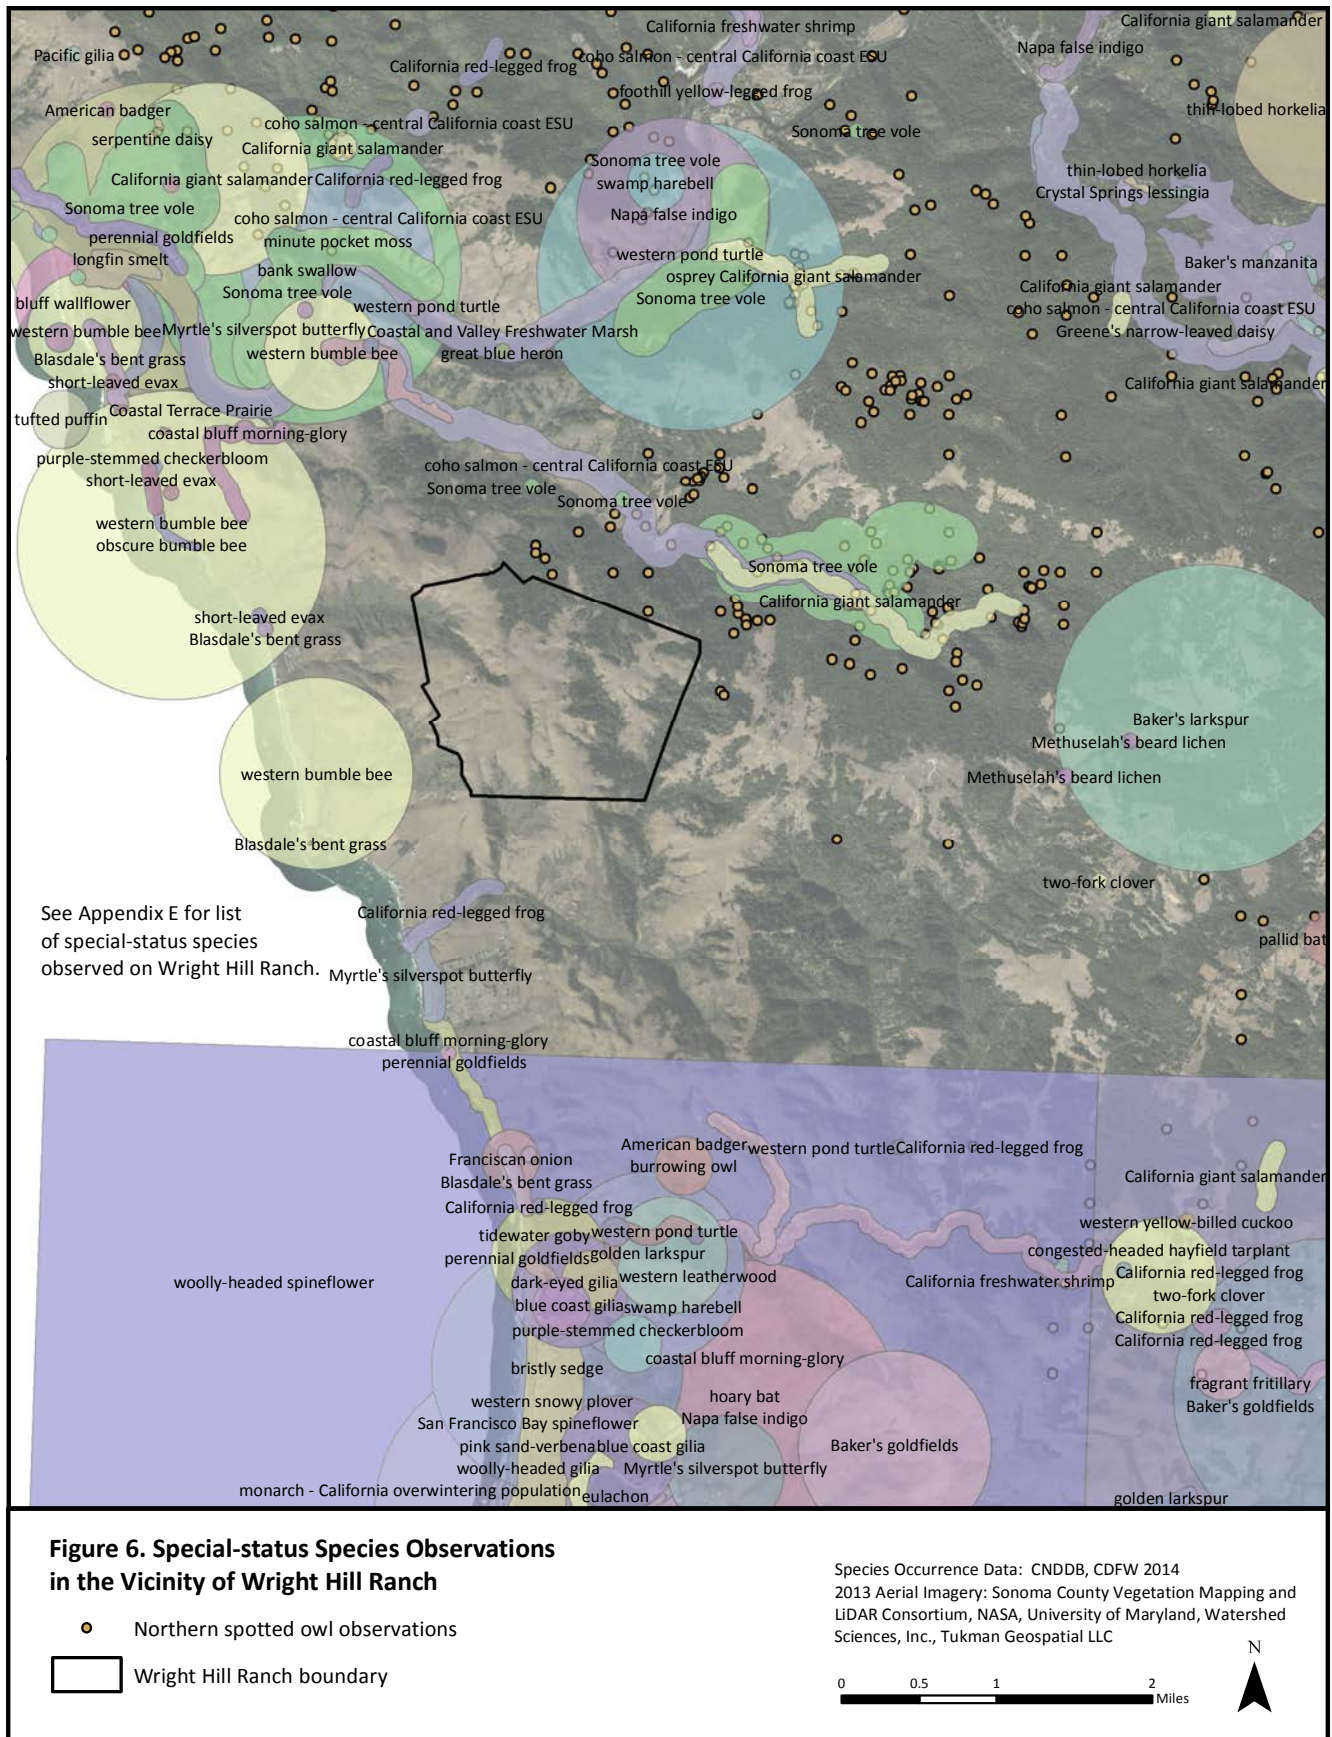 California freshwater shrimp
California giant salamander
Pacific gilia
coho salmon - central California coast ESU
Napa false indigo
California red-legged frog
foothill yellow-legged frog
American badger
thin-lobed horkelia
coho salmon - central California coast ESU
Sonoma tree vole
serpentine daisy
California giant salamander
Sonoma tree vole
swamp harebell
thin-lobed horkelia
California giant salamander
California red-legged frog
Crystal Springs lessingia
Sonoma tree vole
coho salmon - central California coast ESU
Napa false indigo
perennial goldfields
minute pocket moss
longfin smelt
western pond turtle
Baker's manzanita
bank swallow
osprey
California giant salamander
Sonoma tree vole
Sonoma tree vole
California giant salamander
bluff wallflower
western pond turtle
coho salmon - central California coast ESU
western bumble bee
Myrtle's silverspot butterfly
Coastal and Valley Freshwater Marsh
Greene's narrow-leaved daisy
Blasdale's bent grass
western bumble bee
great blue heron
short-leaved evax
California giant salamander
tufted puffin
Coastal Terrace Prairie
coastal bluff morning-glory
purple-stemmed checkerbloom
coho salmon - central California coast ESU
short-leaved evax
Sonoma tree vole
Sonoma tree vole
western bumble bee
obscure bumble bee
Sonoma tree vole
California giant salamander
short-leaved evax
Blasdale's bent grass
Baker's larkspur
Methuselah's beard lichen
western bumble bee
Methuselah's beard lichen
Blasdale's bent grass
two-fork clover
See Appendix E for list
of special-status species
observed on Wright Hill Ranch.
California red-legged frog
pallid bat
Myrtle's silverspot butterfly
coastal bluff morning-glory
perennial goldfields
American badger
western pond turtle
California red-legged frog
Franciscan onion
burrowing owl
Blasdale's bent grass
California giant salamander
California red-legged frog
tidewater goby
western pond turtle
western yellow-billed cuckoo
perennial goldfields
golden larkspur
congested-headed hayfield tarplant
woolly-headed spineflower
dark-eyed gilia
western leatherwood
California freshwater shrimp
California red-legged frog
two-fork clover
blue coast gilia
swamp harebell
California red-legged frog
purple-stemmed checkerbloom
California red-legged frog
bristly sedge
coastal bluff morning-glory
fragrant fritillary
western snowy plover
hoary bat
Baker's goldfields
San Francisco Bay spineflower
Napa false indigo
pink sand-verbena
blue coast gilia
Baker's goldfields
woolly-headed gilia
Myrtle's silverspot butterfly
monarch - California overwintering population
eulachon
golden larkspur
Figure 6. Special-status Species Observations
in the Vicinity of Wright Hill Ranch
Northern spotted owl observations
Wright Hill Ranch boundary
Species Occurrence Data: CNDDB, CDFW 2014
2013 Aerial Imagery: Sonoma County Vegetation Mapping and
LiDAR Consortium, NASA, University of Maryland, Watershed
Sciences, Inc., Tukman Geospatial LLC
N
0 0.5 1 2
Miles